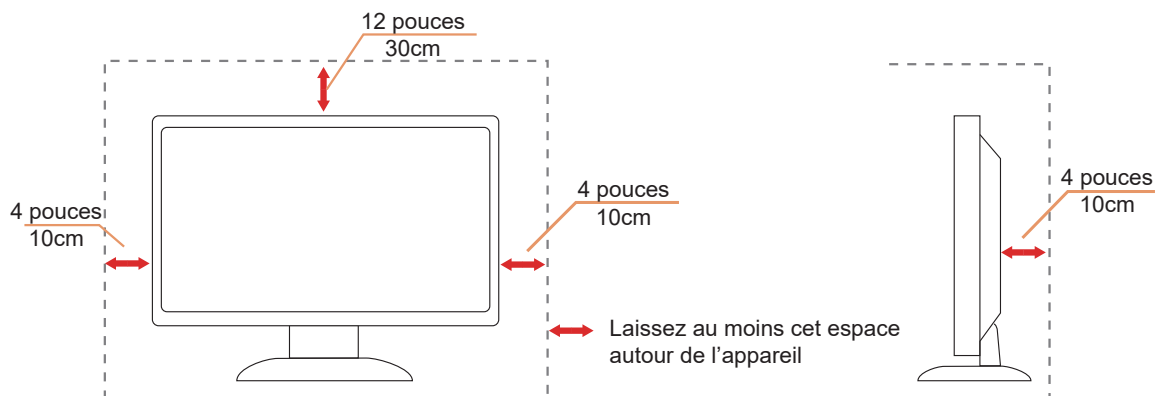 12 pouces
30cm
4 pouces
10cm
4 pouces
10cm
4 pouces
10cm
Laissez au moins cet espace
autour de l’appareil